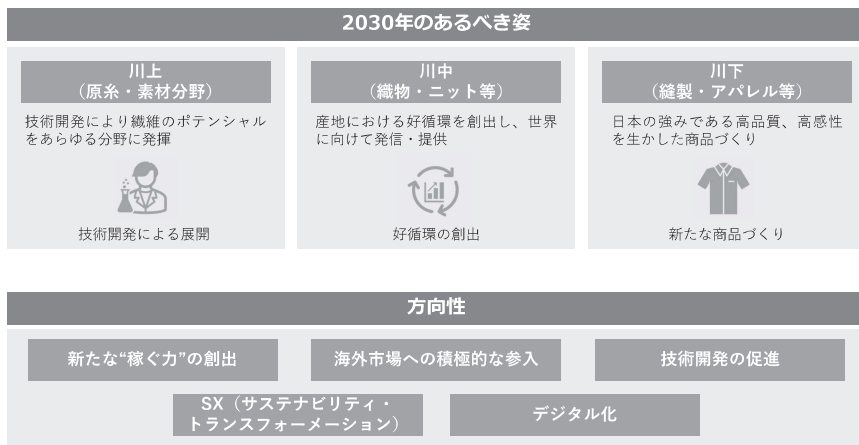 2030年のあるべき姿
川上
（原糸・素材分野）
技術開発により繊維のポテンシャル
をあらゆる分野に発揮
技術開発による展開
川中
（織物・ニット等）
産地における好循環を創出し、世界
に向けて発信・提供
好循環の創出
川下
（縫製・アパレル等）
日本の強みである高品質、高感性
を生かした商品づくり
新たな商品づくり
方向性
新たな“稼ぐ力”の創出
海外市場への積極的な参入
技術開発の促進
SX（サステナビリティ・
トランスフォーメーション）
デジタル化